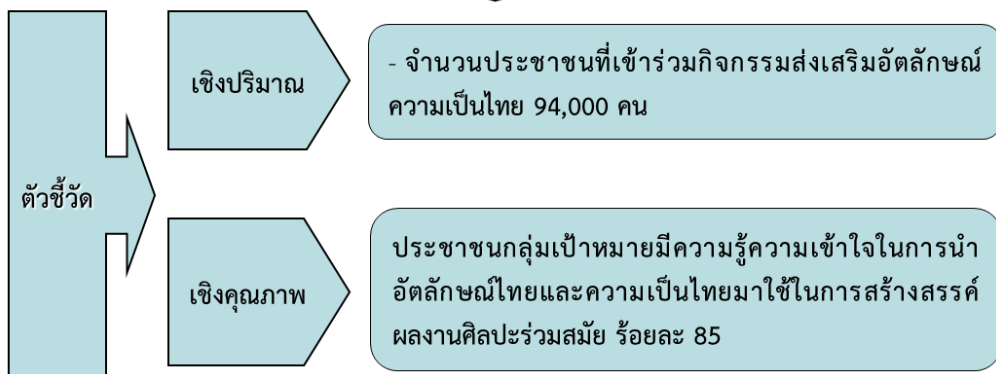 ตัวชี้วัด
เชิงปริมาณ
- จำนวนประชาชนที่เข้าร่วมกิจกรรมส่งเสริมอัตลักษณ์
ความเป็นไทย 94,000 คน
เชิงคุณภาพ
ประชาชนกลุ่มเป้าหมายมีความรู้ความเข้าใจในการนำ
อัตลักษณ์ไทยและความเป็นไทยมาใช้ในการสร้างสรรค์
ผลงานศิลปะร่วมสมัย ร้อยละ 85